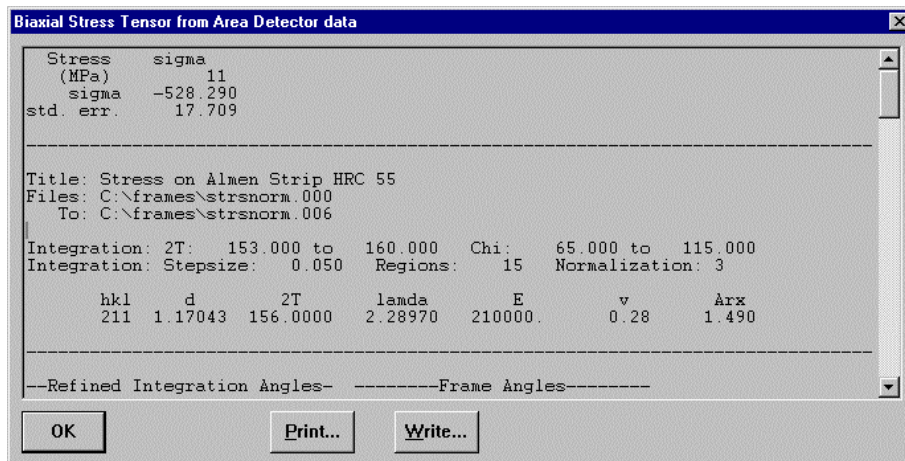 Biaxial Stress Tensor from Area Detector data
Stress sigma
(MPa) 11
sigma -528.290
std. err. 17.709
Title: Stress on Almen Strip HRC 55
Files: C:\frames\strsnorm.000
To: C:\frames\strsnorm.006
Integration: 2T: 153.000 to 160.000 Chi: 65.000 to 115.000
Integration: Stepsize: 0.050 Regions: 15 Normalization: 3
hkl d 2T lamda E v Arx
211 1.17043 156.0000 2.28970 210000. 0.28 1.490
--Refined Integration Angles- --------Frame Angles--------
OK Print... Write...